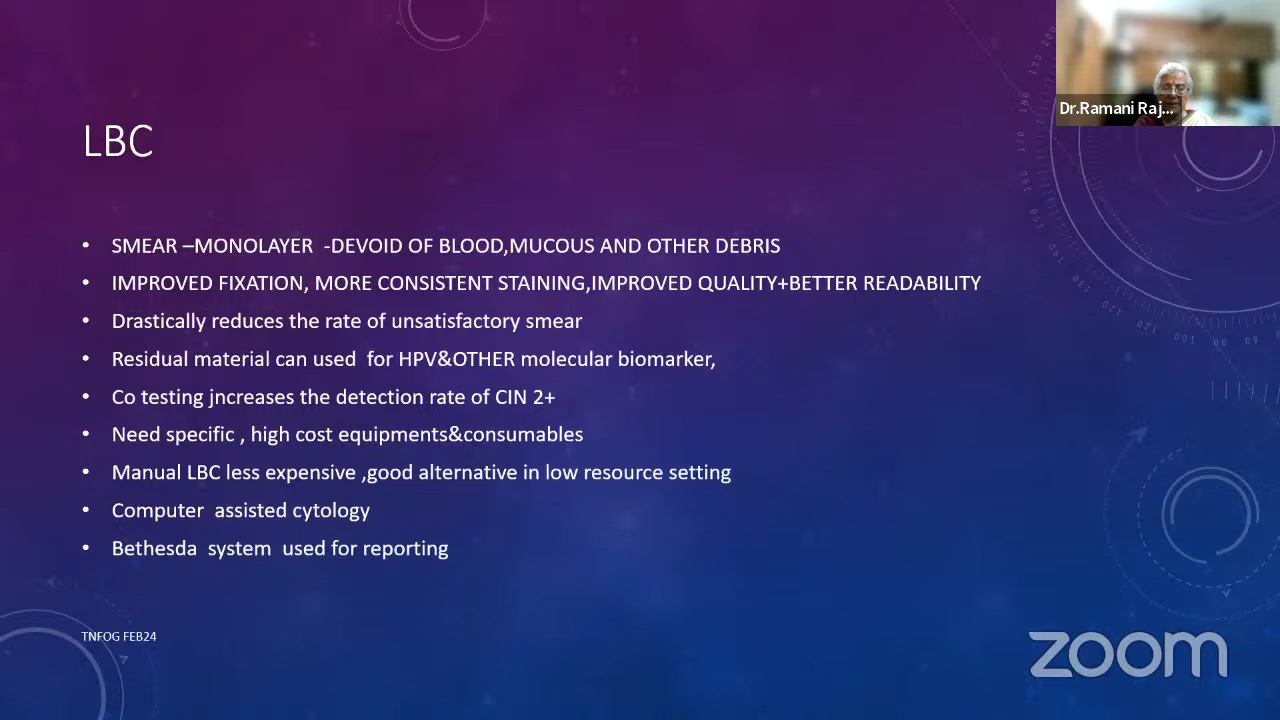 Dr.Ramani Raj...
LBC
• SMEAR –MONOLAYER -DEVOID OF BLOOD,MUCOUS AND OTHER DEBRIS
• IMPROVED FIXATION, MORE CONSISTENT STAINING,IMPROVED QUALITY+BETTER READABILITY
• Drastically reduces the rate of unsatisfactory smear
• Residual material can used for HPV&OTHER molecular biomarker,
• Co testing jncreases the detection rate of CIN 2+
• Need specific , high cost equipments&consumables
• Manual LBC less expensive ,good alternative in low resource setting
• Computer assisted cytology
• Bethesda system used for reporting
TNFOG FEB24
zoom